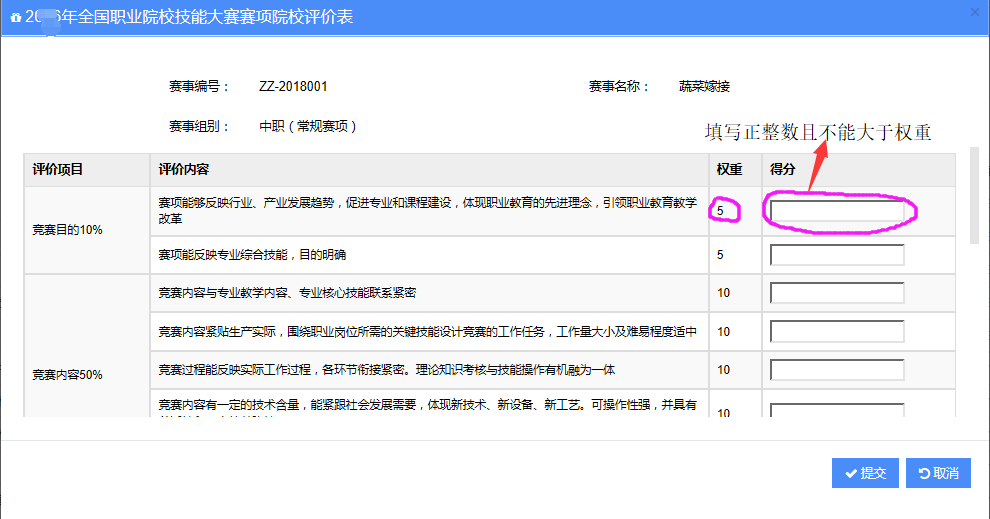 年全国职业院校技能大赛赛项院校评价表
赛事编号： ZZ-2018001 赛事名称： 蔬菜嫁接
赛事组别： 中职（常规赛项）
填写正整数且不能大于权重
评价项目 评价内容 权重 得分
竞赛目的10%
赛项能够反映行业、产业发展趋势，促进专业和课程建设，体现职业教育的先进理念，引领职业教育教学
改革
5
赛项能反映专业综合技能，目的明确 5
竞赛内容50%
竞赛内容与专业教学内容、专业核心技能联系紧密 10
竞赛内容紧贴生产实际，围绕职业岗位所需的关键技能设计竞赛的工作任务，工作量大小及难易程度适中 10
竞赛过程能反映实际工作过程，各环节衔接紧密。理论知识考核与技能操作有机融为一体 10
竞赛内容有一定的技术含量，能紧跟社会发展需要，体现新技术、新设备、新工艺。可操作性强，并具有
10
提交 取消